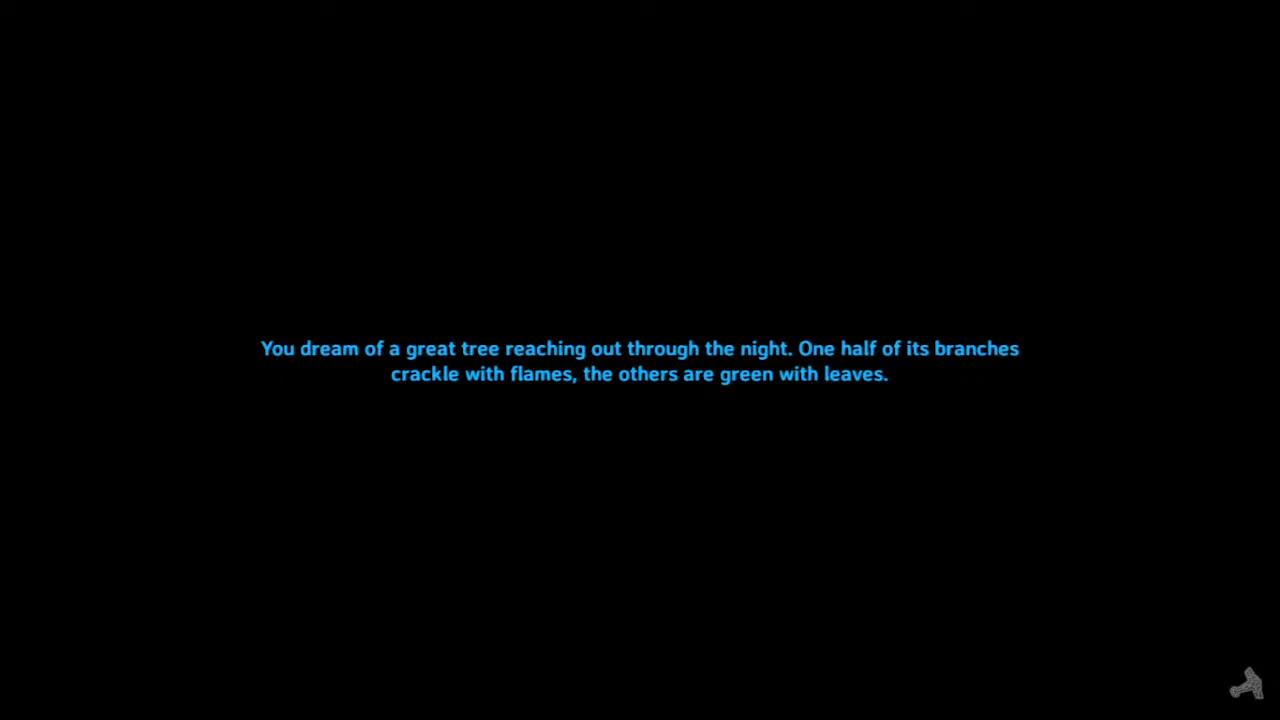 You dream of a great tree reaching out through the night. One half of its branches
crackle with flames, the others are green with leaves.